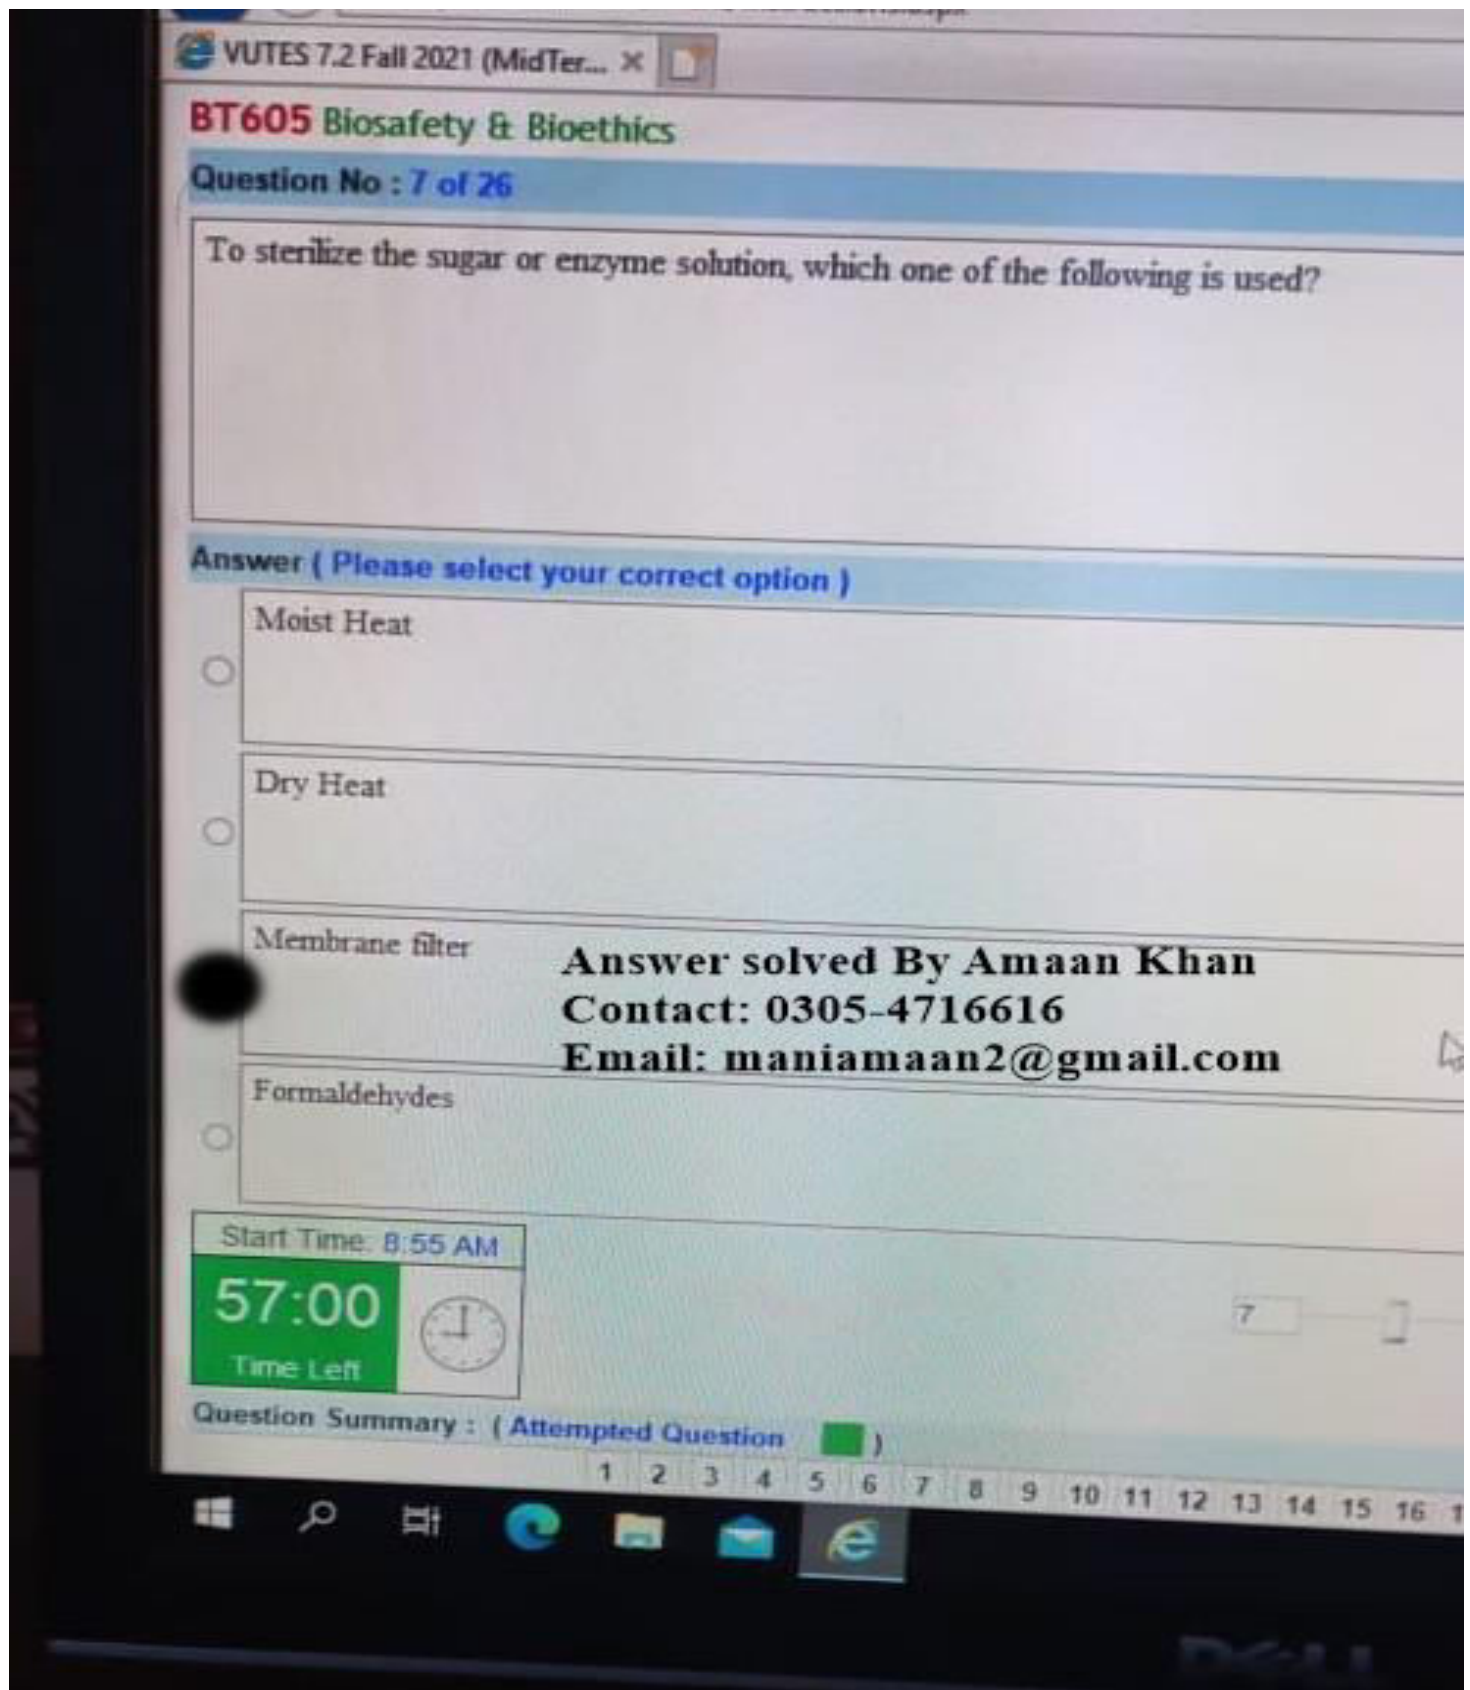 VUTES 7.2 Fall 2021 (MidTer...
BT605 Biosafety & Bioethics
Question No : 7 of 26
To sterilize the sugar or enzyme solution, which one of the following is used?
Answer ( Please select your correct option )
Moist Heat
Dry Heat
Membrane filter
Answer solved By Amaan Khan
Contact: 0305-4716616
Email: maniamaan2@gmail.com
Formaldehydes
Start Time: 8:55 AM
57:00
Time Left
7
Question Summary : ( Attempted Question )
1 2 3 4 5 6 7 8 9 10 11 12 13 14 15 16
DELL